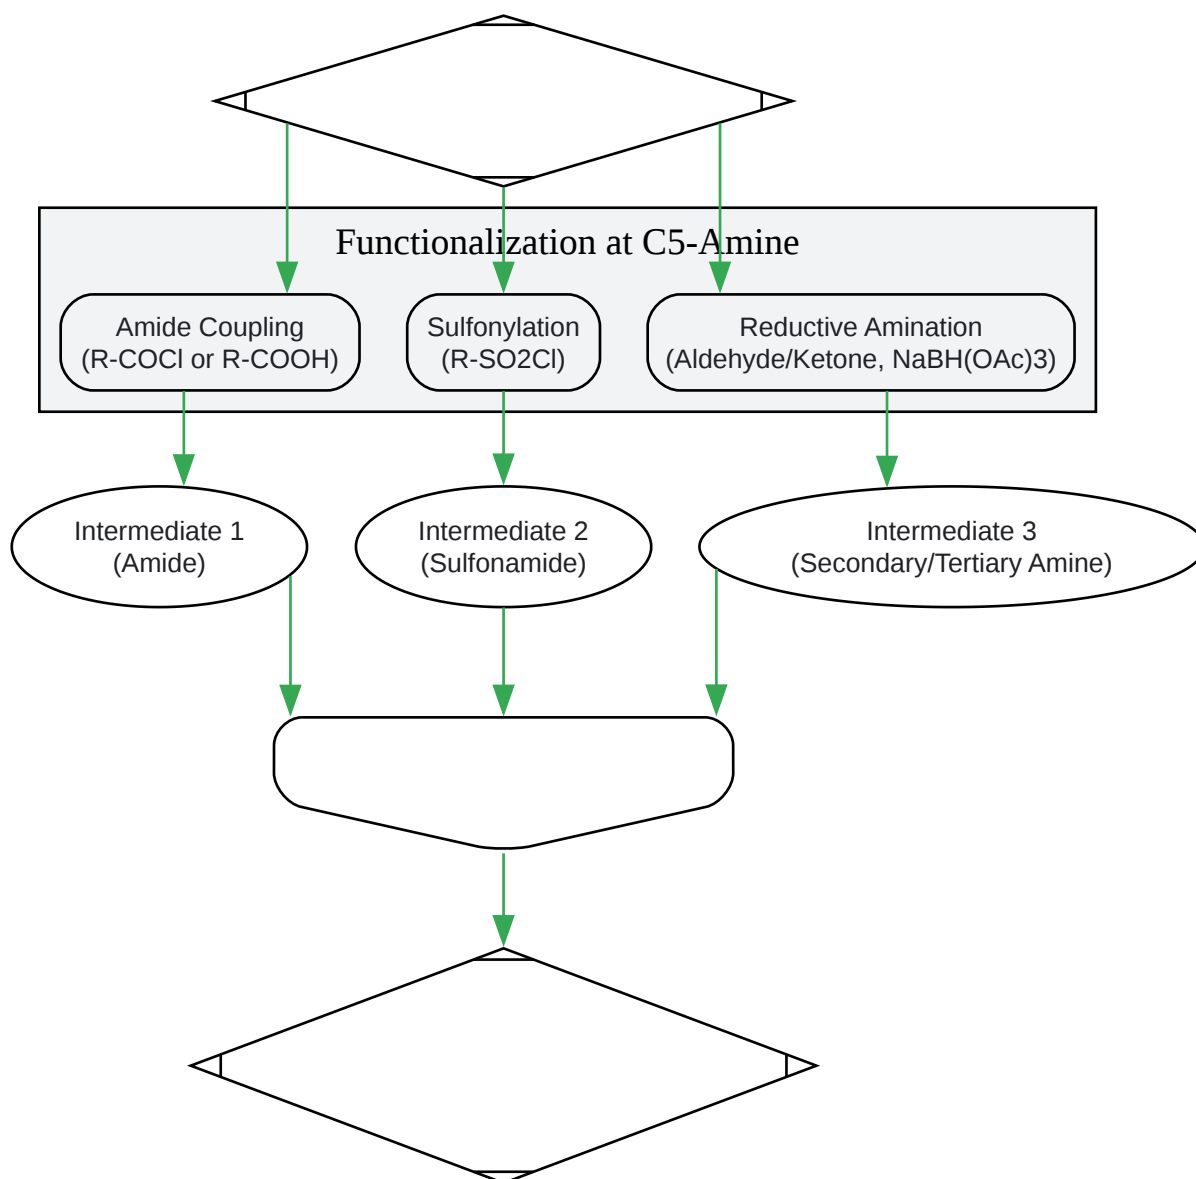 Functionalization at C5-Amine
Amide Coupling
(R-COCl or R-COOH)
Sulfonylation
(R-SO2Cl)
Reductive Amination
(Aldehyde/Ketone, NaBH(OAc)3)
Intermediate 1
(Amide)
Intermediate 2
(Sulfonamide)
Intermediate 3
(Secondary/Tertiary Amine)